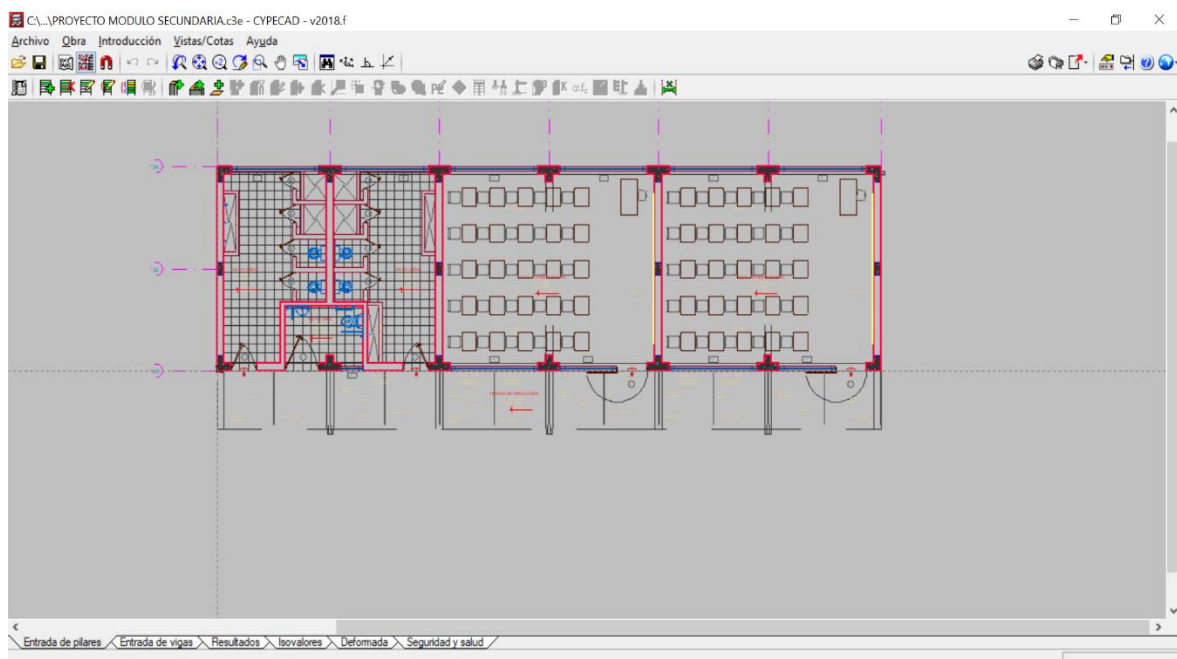 C:\...\PROYECTO MODULO SECUNDARIA.c3e - CYPECAD - v2018.f
Archivo Obra Introducción Vistas/Cotas Ayuda
Entrada de pilares Entrada de vigas Resultados Isovalores Deformada Seguridad y salud